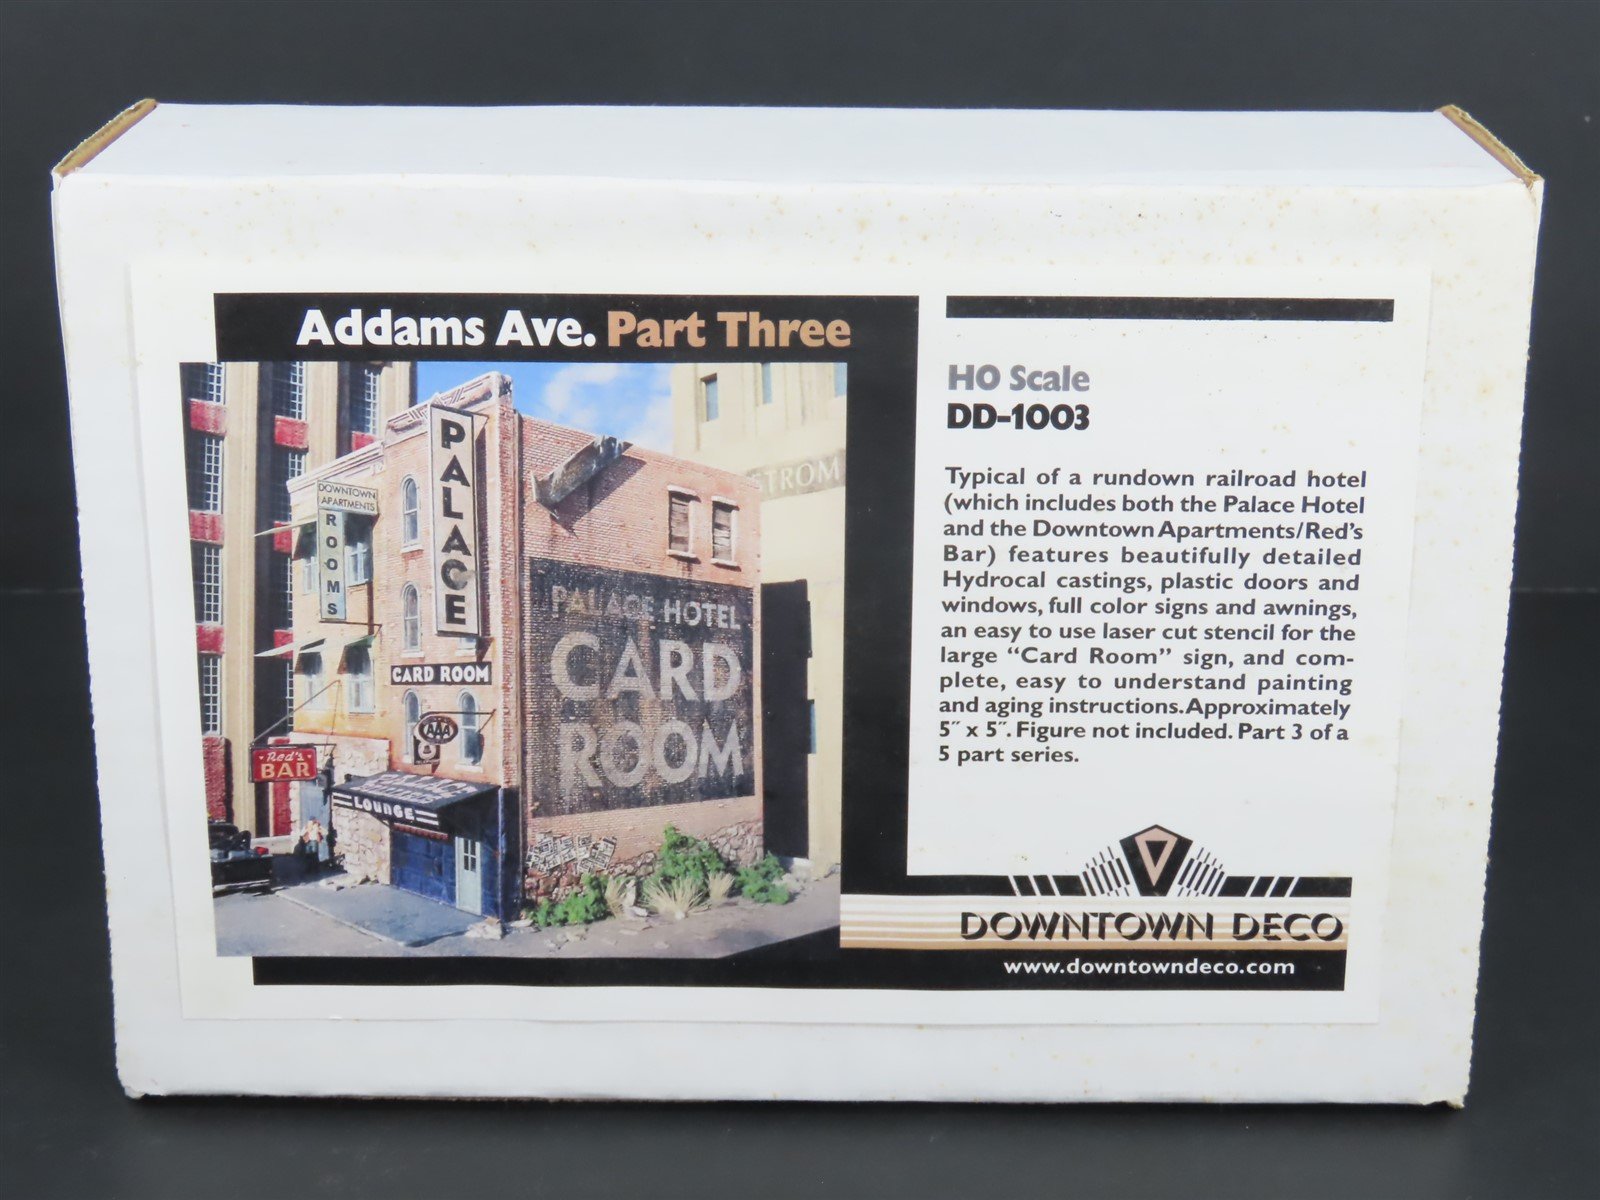 Addams Ave. Part Three
STROM
PALACE
DOWNTOWN
APARTMENTS
ROOMS
PALACE HOTEL
CARD
ROOM
CARD ROOM
AAA
Red's
BAR
LOUNGE
HO Scale
DD-1003
Typical of a rundown railroad hotel
(which includes both the Palace Hotel
and the Downtown Apartments/Red's
Bar) features beautifully detailed
Hydrocal castings, plastic doors and
windows, full color signs and awnings,
an easy to use laser cut stencil for the
large "Card Room" sign, and com-
plete, easy to understand painting
and aging instructions. Approximately
5˝ x 5˝. Figure not included. Part 3 of a
5 part series.
DOWNTOWN DECO
www.downtowndeco.com